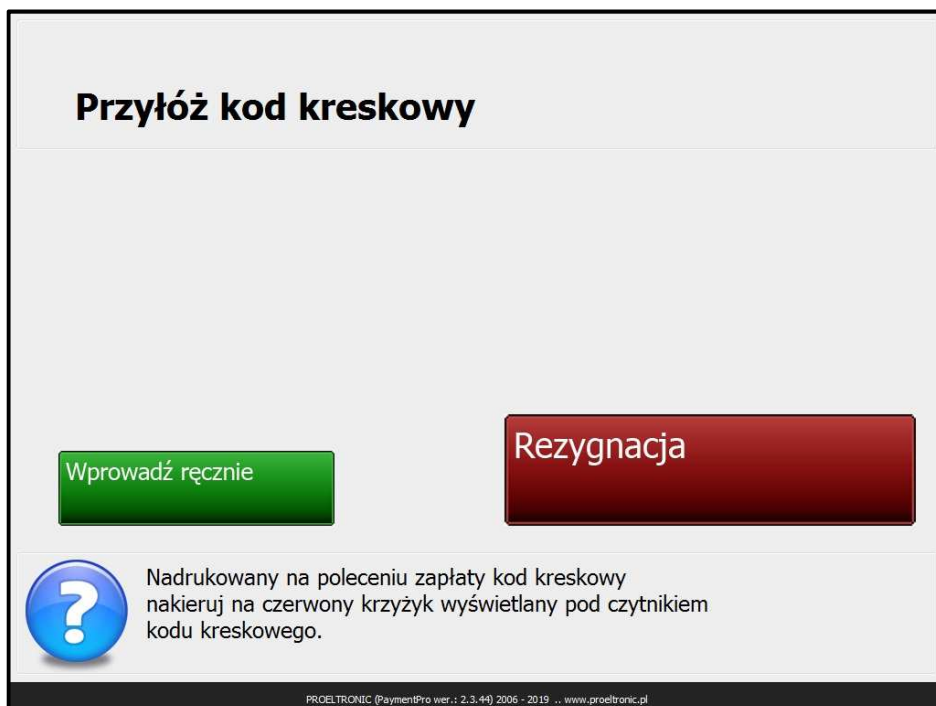 Przyłóż kod kreskowy
Wprowadź ręcznie
Rezygnacja
Nadrukowany na poleceniu zapłaty kod kreskowy
nakieruj na czerwony krzyżyk wyświetlany pod czytnikiem
kodu kreskowego.
PROELTRONIC (PaymentPro wer.: 2.3.44) 2006 - 2019 .. www.proeltronic.pl